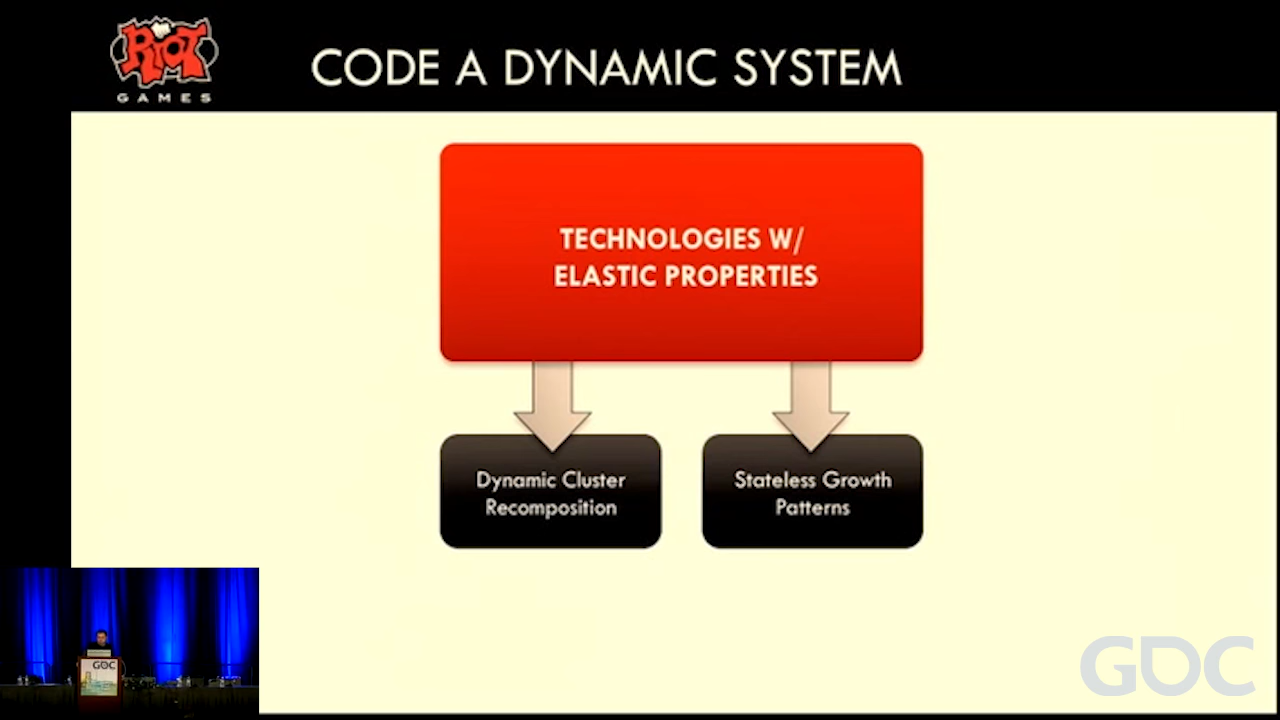 RIOT
GAMES
CODE A DYNAMIC SYSTEM
TECHNOLOGIES W/
ELASTIC PROPERTIES
Dynamic Cluster
Recomposition
Stateless Growth
Patterns
GDC
GDC